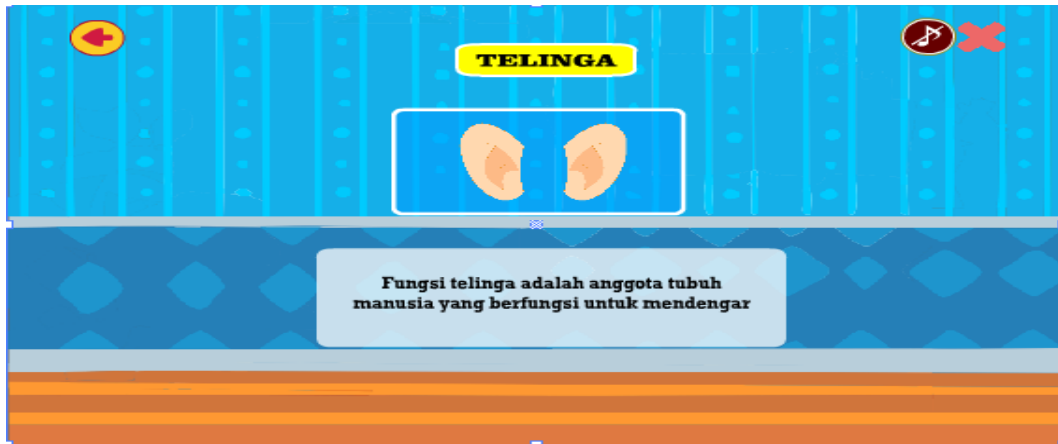 TELINGA
Fungsi telinga adalah anggota tubuh
manusia yang berfungsi untuk mendengar